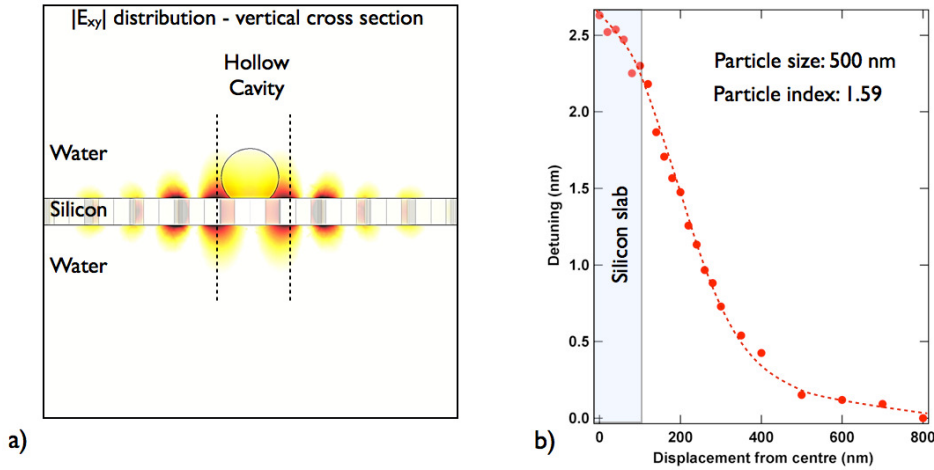 |Exy| distribution - vertical cross section
Hollow
Cavity
Water
Silicon
Water
a)
2.5
2.0
1.5
1.0
0.5
0.0
Detuning (nm)
Silicon slab
Particle size: 500 nm
Particle index: 1.59
0
200
400
600
800
Displacement from centre (nm)
b)